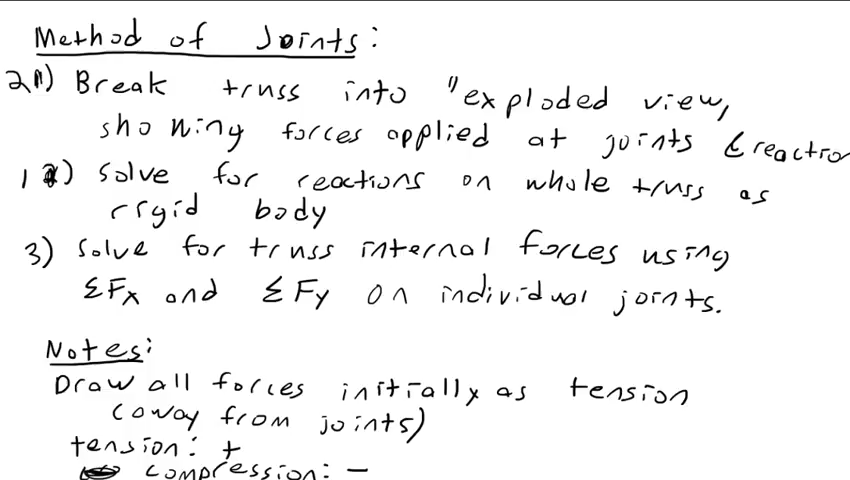 Method of Joints:
2) Break truss into "exploded view,
showing forces applied at joints & reactio
1) Solve for reactions on whole truss as
rigid body
3) Solve for truss internal forces using
ΣFx and ΣFy on individual joints.
Notes:
Draw all forces initially as tension
(away from joints)
tension: +
compression: -